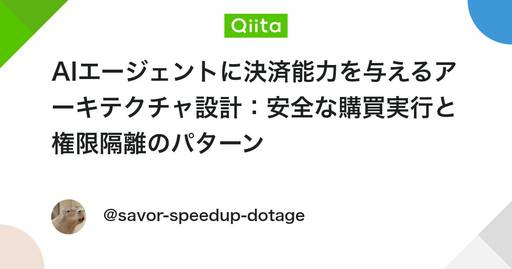 Qiita
AIエージェントに決済能力を与えるア
ーキテクチャ設計：安全な購買実行と
権限隔離のパターン
@savor-speedup-dotage